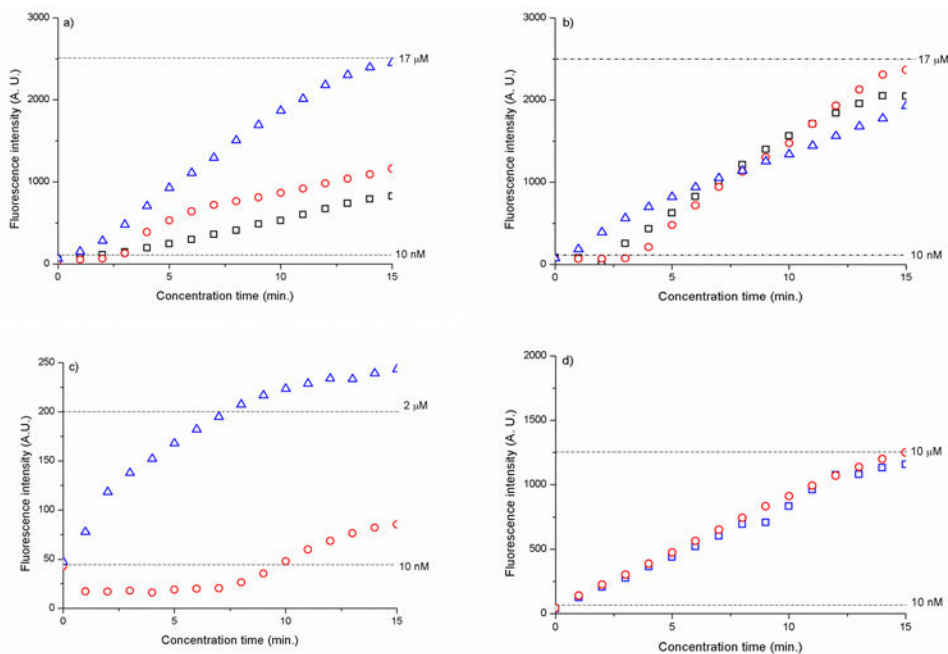 a)
3000
2000
1000
0
17 μM
10 nM
0 5 10 15
Fluorescence intensity (A. U.)
Concentration time (min.)
b)
3000
2000
1000
0
17 μM
10 nM
0 5 10 15
Fluorescence intensity (A. U.)
Concentration time (min.)
c)
250
200
150
100
50
0
2 μM
10 nM
0 5 10 15
Fluorescence intensity (A.U.)
Concentration time (min.)
d)
2000
1500
1000
500
0
10 μM
10 nM
0 5 10 15
Fluorescence intensity (A. U.)
Concentration time (min.)